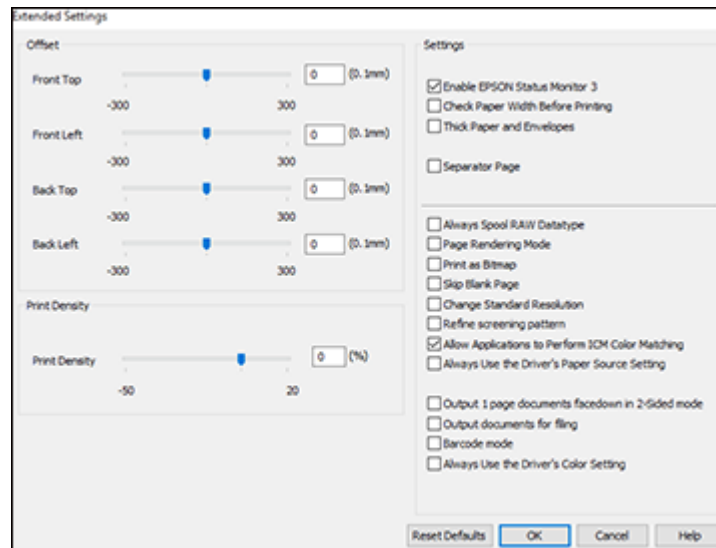 Extended Settings
Offset
Front Top
0 (0.1mm)
-300 300
Front Left
0 (0.1mm)
-300 300
Back Top
0 (0.1mm)
-300 300
Back Left
0 (0.1mm)
-300 300
Print Density
Print Density
0 (%)
-50 20
Settings
Enable EPSON Status Monitor 3
Check Paper Width Before Printing
Thick Paper and Envelopes
Separator Page
Always Spool RAW Datatype
Page Rendering Mode
Print as Bitmap
Skip Blank Page
Change Standard Resolution
Refine screening pattern
Allow Applications to Perform ICM Color Matching
Always Use the Driver's Paper Source Setting
Output 1 page documents facedown in 2-Sided mode
Output documents for filing
Barcode mode
Always Use the Driver's Color Setting
Reset Defaults OK Cancel Help